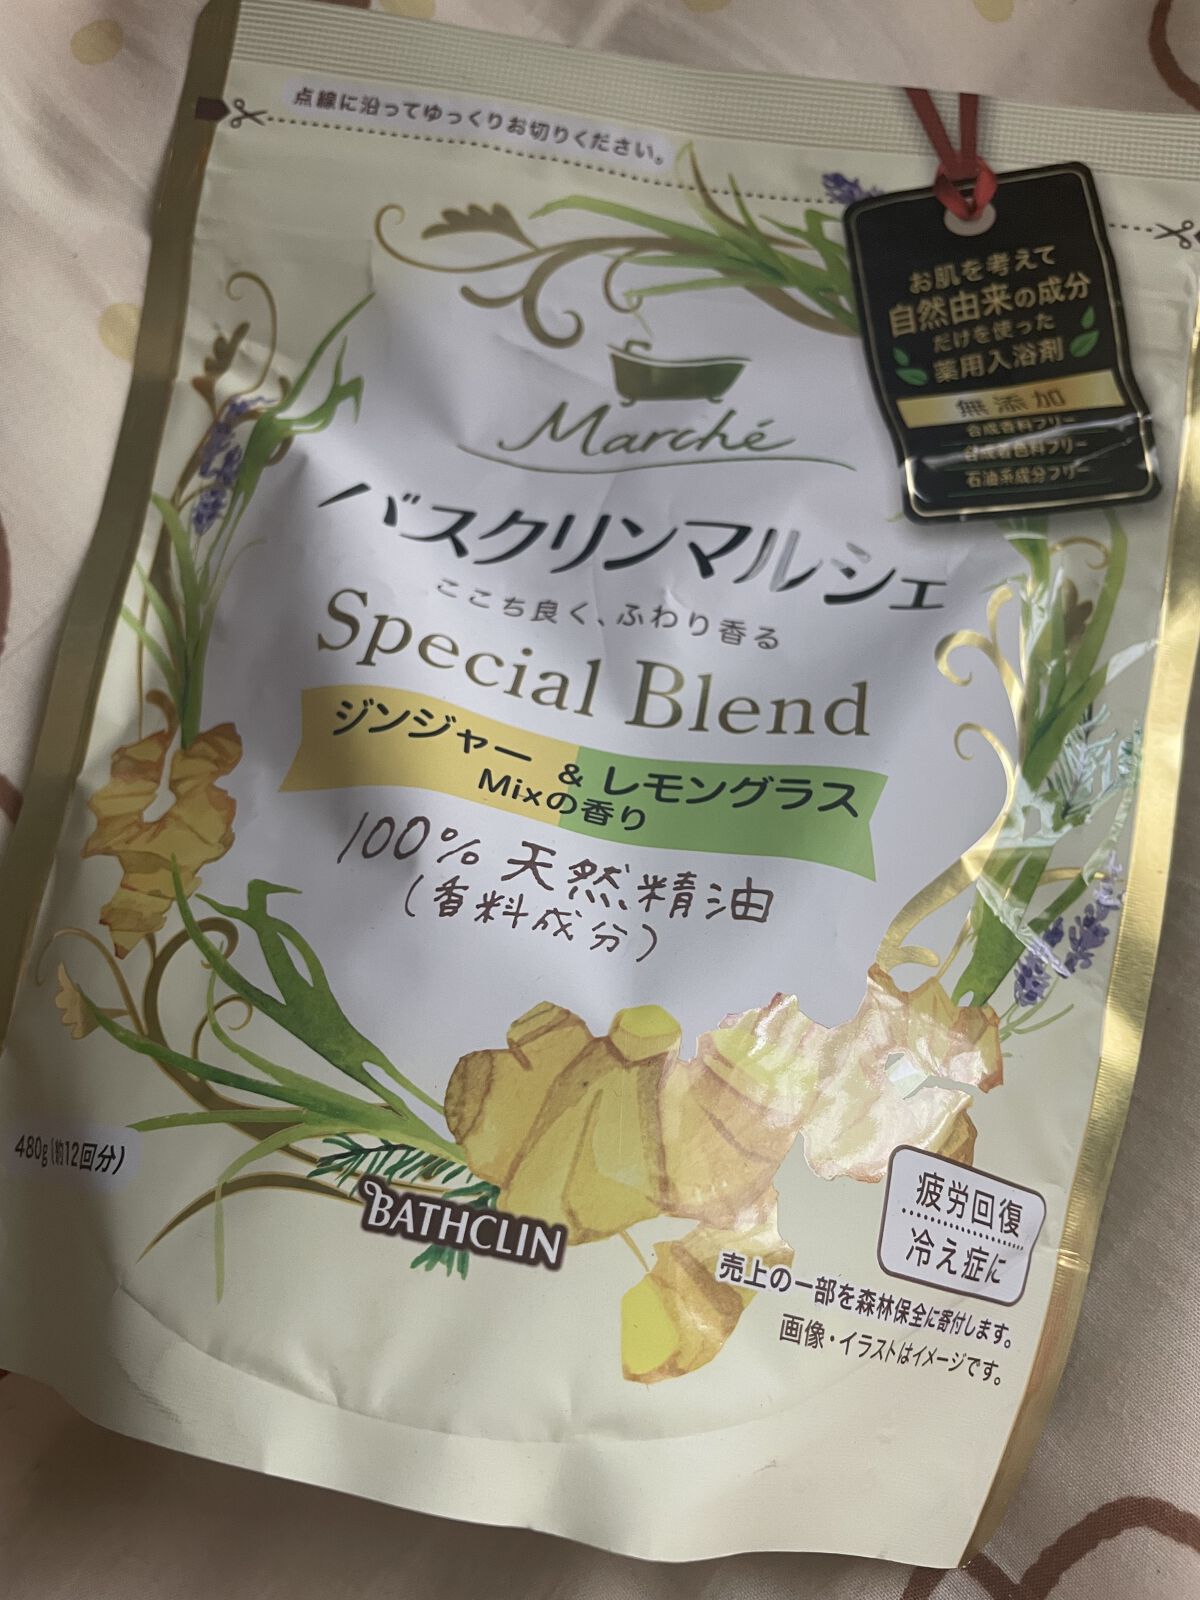 点線に沿ってゆっくりお切りください。
お肌を考えて
自然由来の成分
だけを使った
薬用入浴剤
無添加
合成香料フリー
合成着色料フリー
石油系成分フリー
Marché
バスクリンマルシェ
ここち良く、ふわり香る
Special Blend
ジンジャー & レモングラス
Mixの香り
100% 天然精油
(香料成分)
480g(約12回分)
BATHCLIN
疲労回復
冷え症に
売上の一部を森林保全に寄付します。
画像・イラストはイメージです。